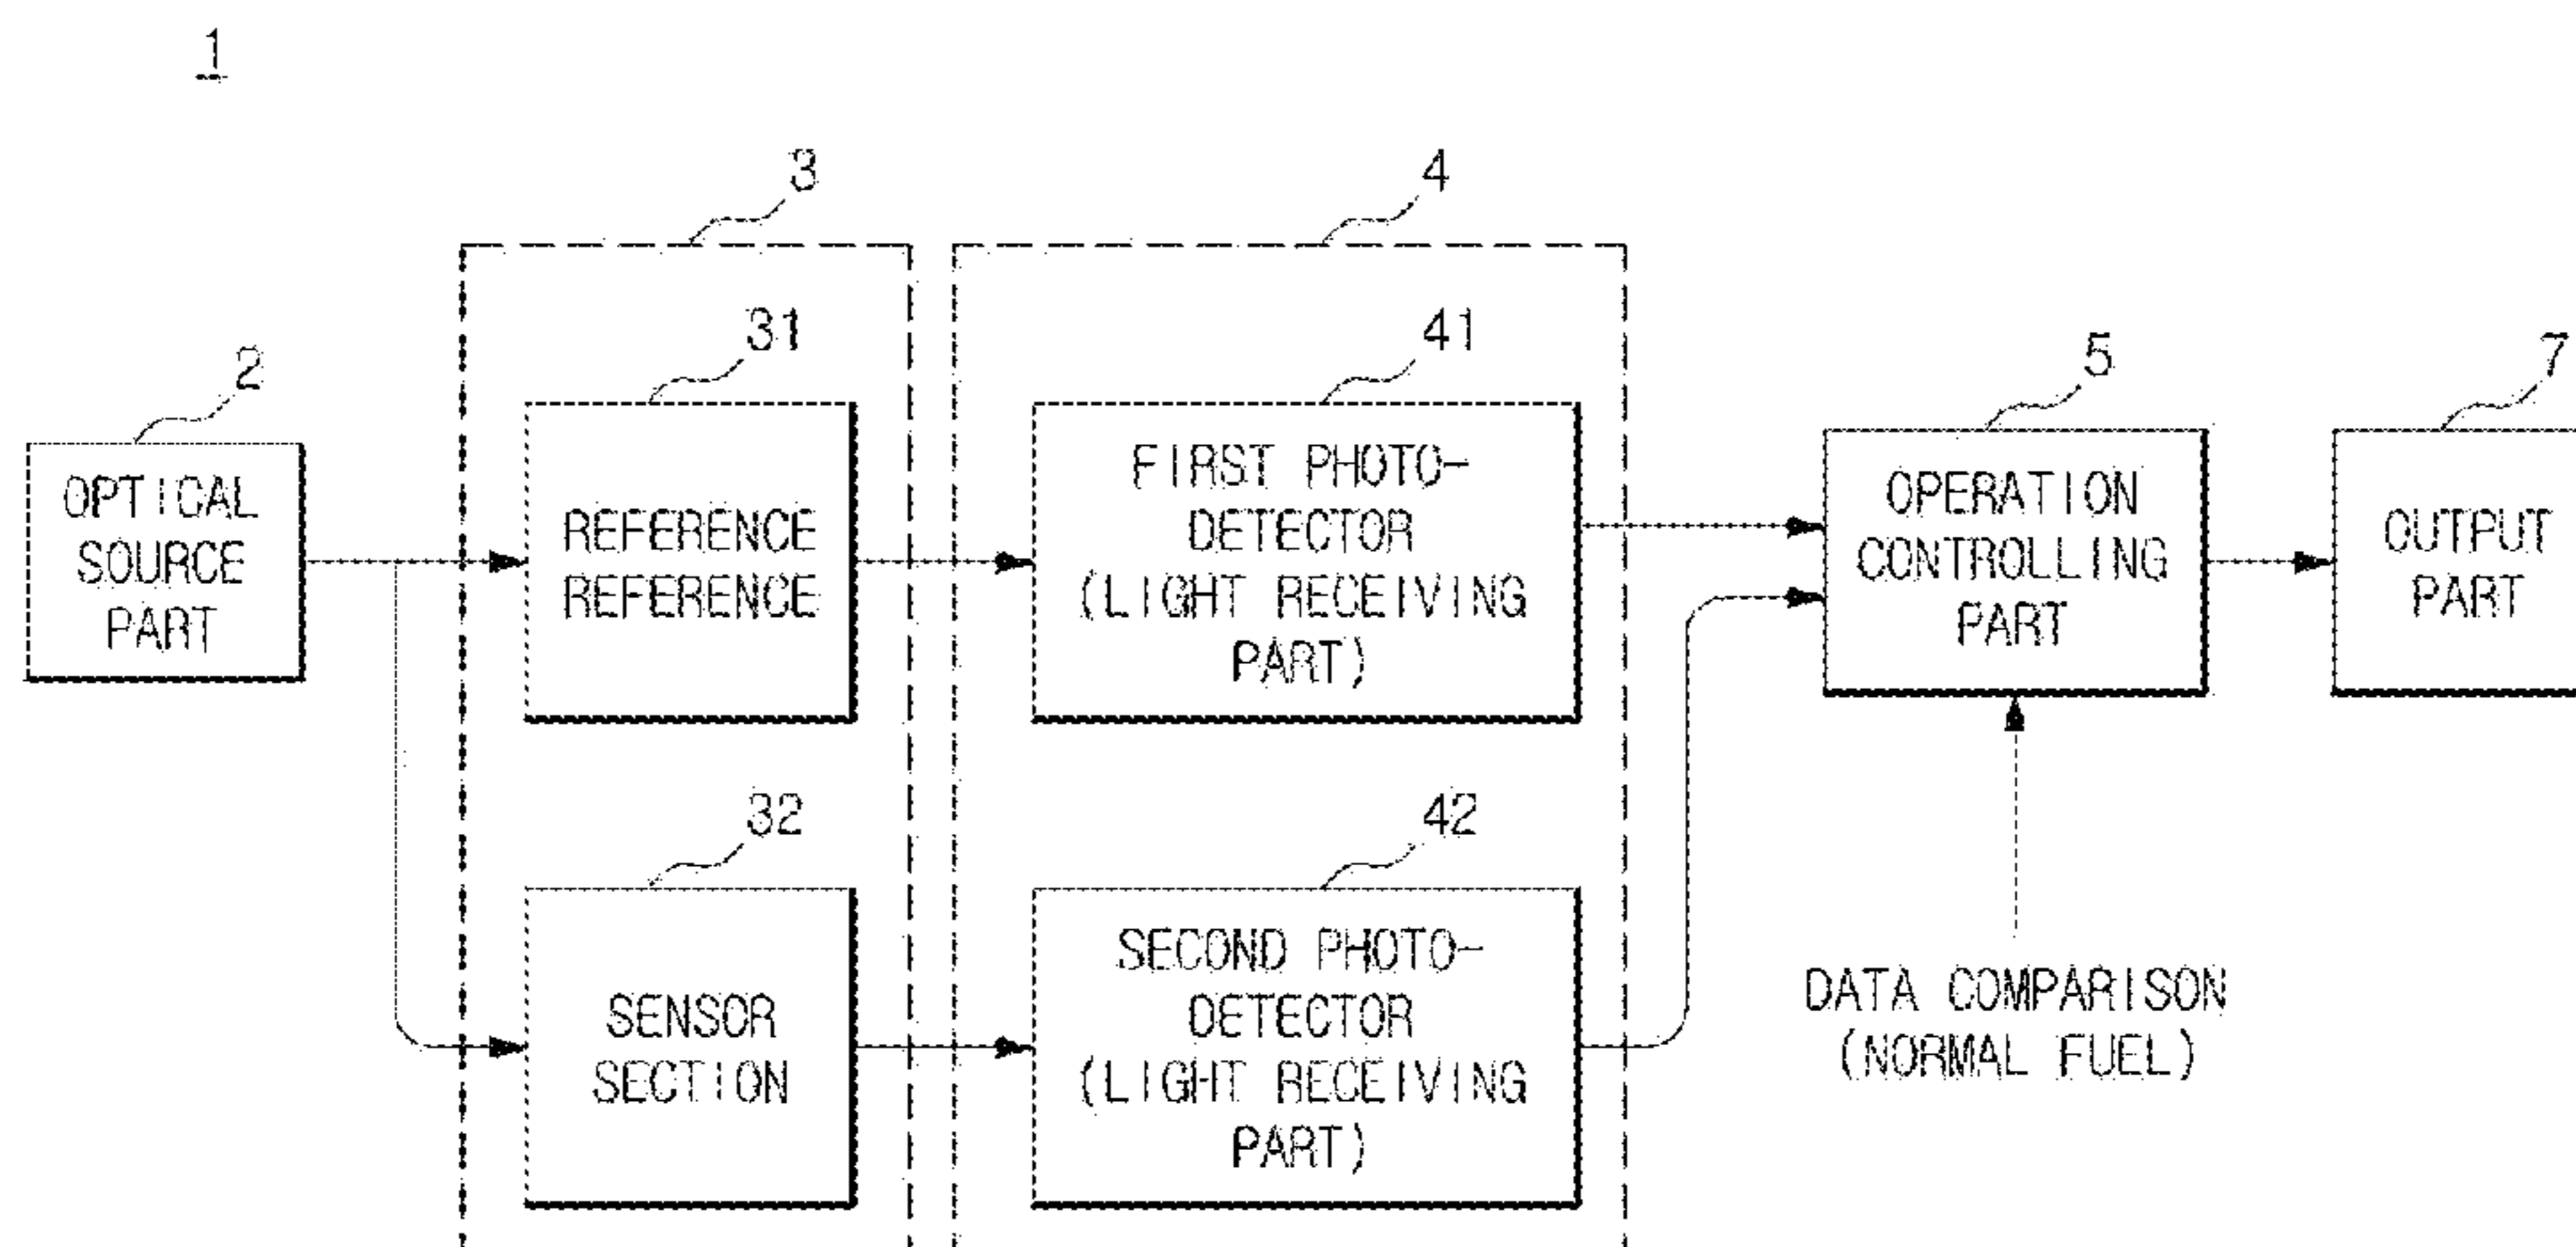 1
3
4
31
41
2
5
7
OPTICAL
SOURCE
PART
REFERENCE
REFERENCE
FIRST PHOTO-
DETECTOR
(LIGHT RECEIVING
PART)
OPERATION
CONTROLLING
PART
OUTPUT
PART
32
42
SENSOR
SECTION
SECOND PHOTO-
DETECTOR
(LIGHT RECEIVING
PART)
DATA COMPARISON
(NORMAL FUEL)